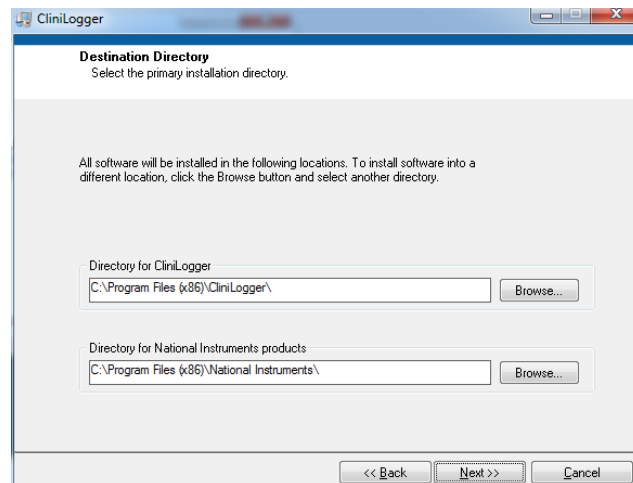 CliniLogger
Destination Directory
Select the primary installation directory.
All software will be installed in the following locations. To install software into a
different location, click the Browse button and select another directory.
Directory for CliniLogger
C:\Program Files (x86)\CliniLogger\
Browse...
Directory for National Instruments products
C:\Program Files (x86)\National Instruments\
Browse...
<< Back
Next >>
Cancel